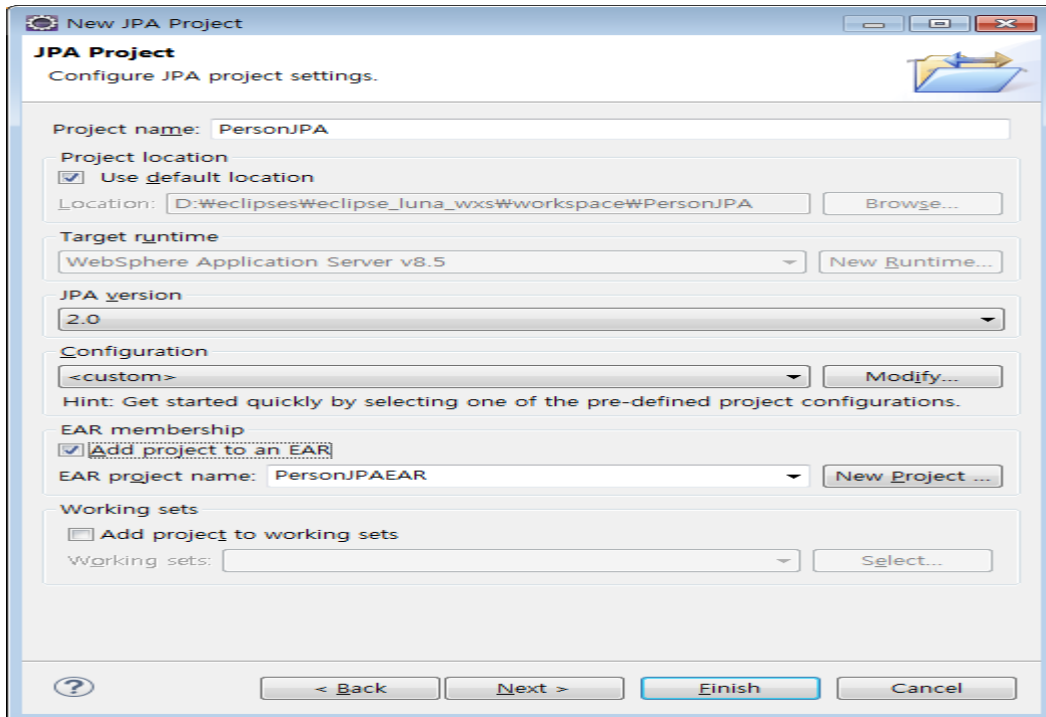 New JPA Project
JPA Project
Configure JPA project settings.
Project name: PersonJPA
Project location
Use default location
Location: D:₩eclipses₩eclipse_luna_wxs₩workspace₩PersonJPA Browse...
Target runtime
WebSphere Application Server v8.5 New Runtime...
JPA version
2.0
Configuration
<custom> Modify...
Hint: Get started quickly by selecting one of the pre-defined project configurations.
EAR membership
Add project to an EAR
EAR project name: PersonJPAEAR New Project ...
Working sets
Add project to working sets
Working sets: Select...
? < Back Next > Finish Cancel